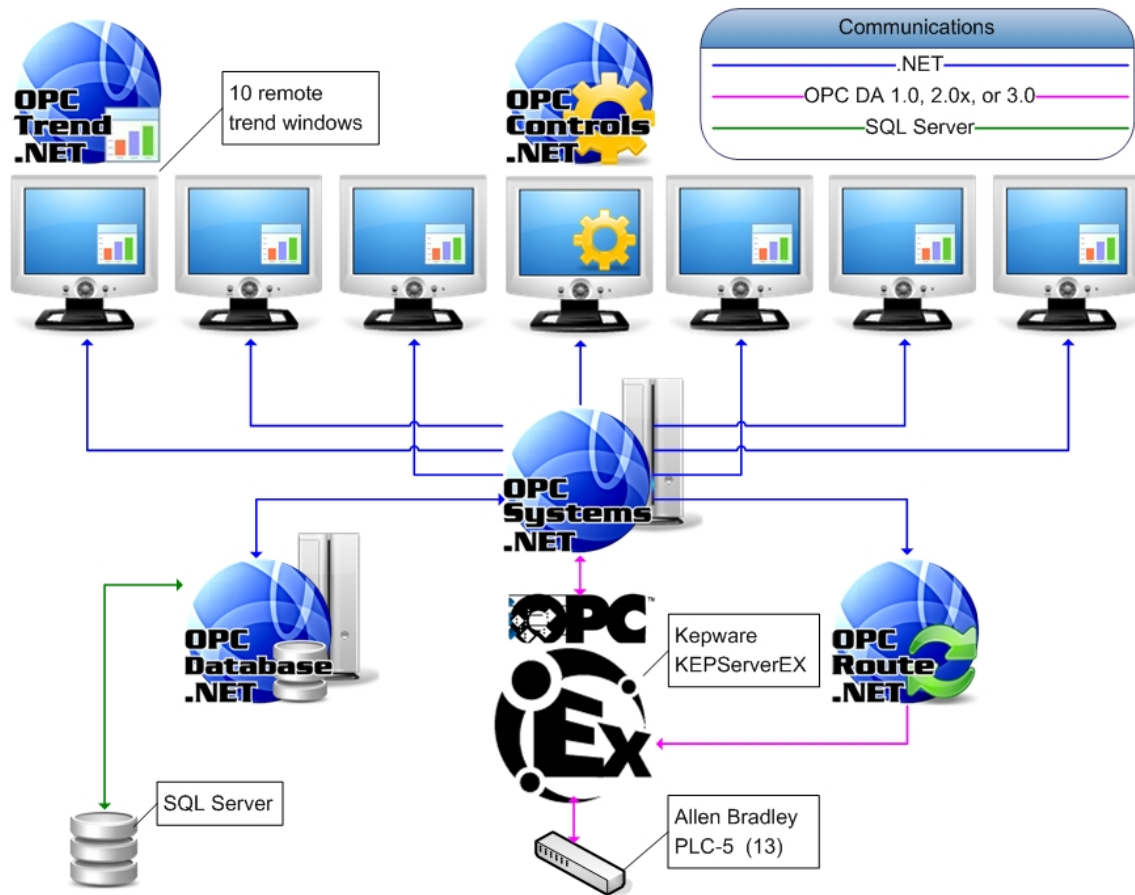 Communications
.NET
OPC DA 1.0, 2.0x, or 3.0
SQL Server
OPC
Trend
.NET
10 remote
trend windows
OPC
Controls
.NET
OPC
Systems
.NET
OPC
Database
.NET
OPC™
Kepware
KEPServerEX
OPC
Route
.NET
Ex
SQL Server
Allen Bradley
PLC-5 (13)